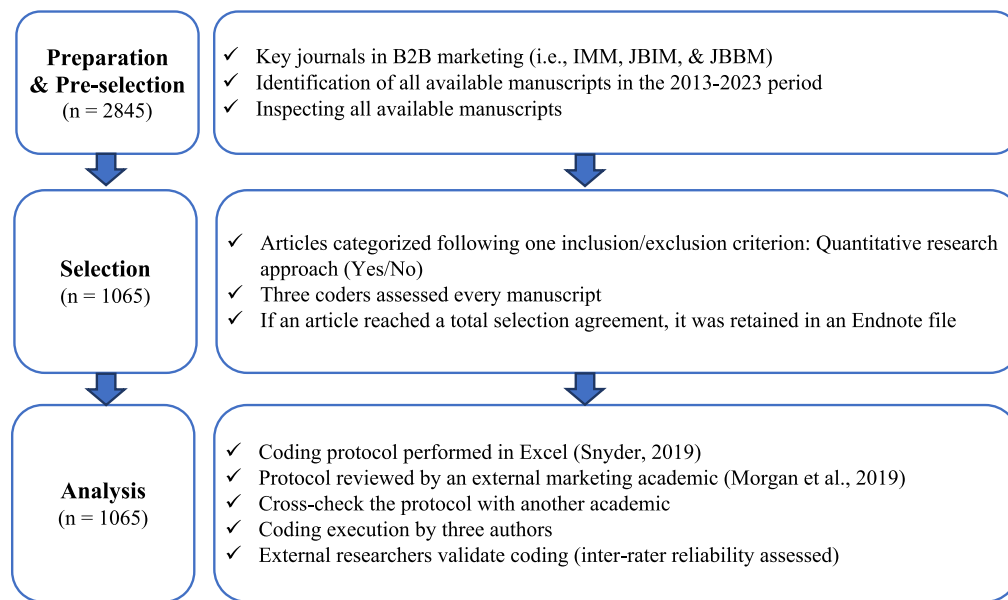 Preparation
& Pre-selection
(n = 2845)
✓ Key journals in B2B marketing (i.e., IMM, JBIM, & JBBM)
✓ Identification of all available manuscripts in the 2013-2023 period
✓ Inspecting all available manuscripts
Selection
(n = 1065)
✓ Articles categorized following one inclusion/exclusion criterion: Quantitative research
approach (Yes/No)
✓ Three coders assessed every manuscript
✓ If an article reached a total selection agreement, it was retained in an Endnote file
Analysis
(n = 1065)
✓ Coding protocol performed in Excel (Snyder, 2019)
✓ Protocol reviewed by an external marketing academic (Morgan et al., 2019)
✓ Cross-check the protocol with another academic
✓ Coding execution by three authors
✓ External researchers validate coding (inter-rater reliability assessed)